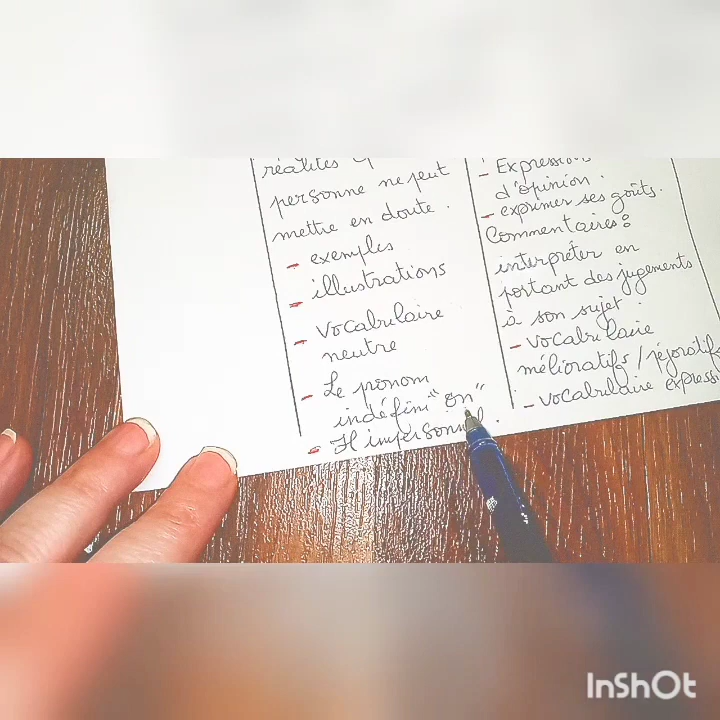 réalités
personne ne peut
mettre en doute.
- exemples
- illustrations
- vocabulaire
neutre
- Le pronom
indéfini "on"
- Il impersonnel.
- Expression
d'opinion.
- exprimer ses goûts.
Commentaires:
interpréter en
portant des jugements
à son sujet.
- vocabulaire
mélioratifs/péjoratifs
- vocabulaire expressi
InShOt